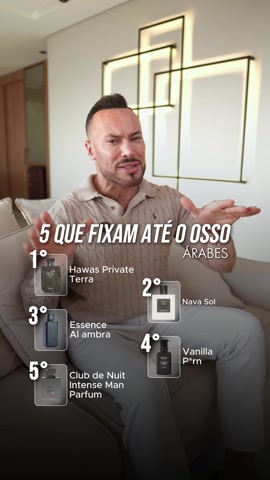 5 QUE FIXAM ATÉ O OSSO
ÁRABES
1° Hawas Private
Terra
2° Nava Sol
3° Essence
Al ambra
4° Vanilla
P*rn
5° Club de Nuit
Intense Man
Parfum